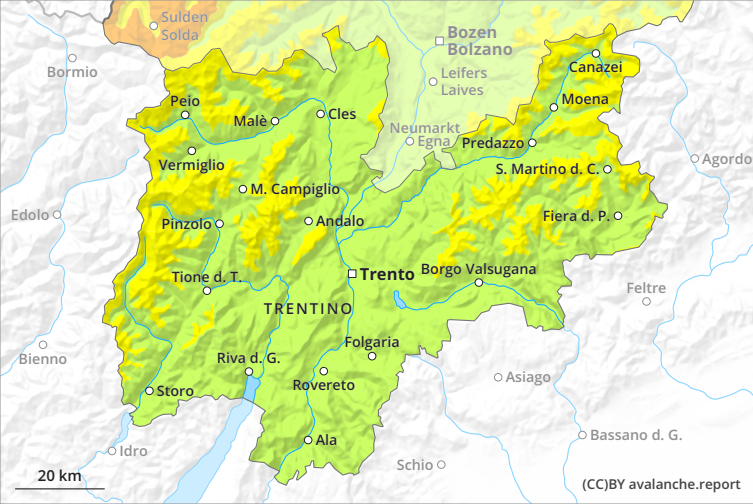 Sulden
Solda
Bozen
Bolzano
Bormio
Leifers
Laives
Canazei
Peio
Moena
Malè
Cles
Neumarkt
Egna
Predazzo
Vermiglio
Agordo
S. Martino d. C.
M. Campiglio
Edolo
Pinzolo
Andalo
Fiera d. P.
Trento
Borgo Valsugana
Tione d. T.
Feltre
TRENTINO
Folgaria
Bienno
Riva d. G.
Rovereto
Asiago
Storo
Ala
Bassano d. G.
Idro
Schio
20 km
(CC)BY avalanche.report